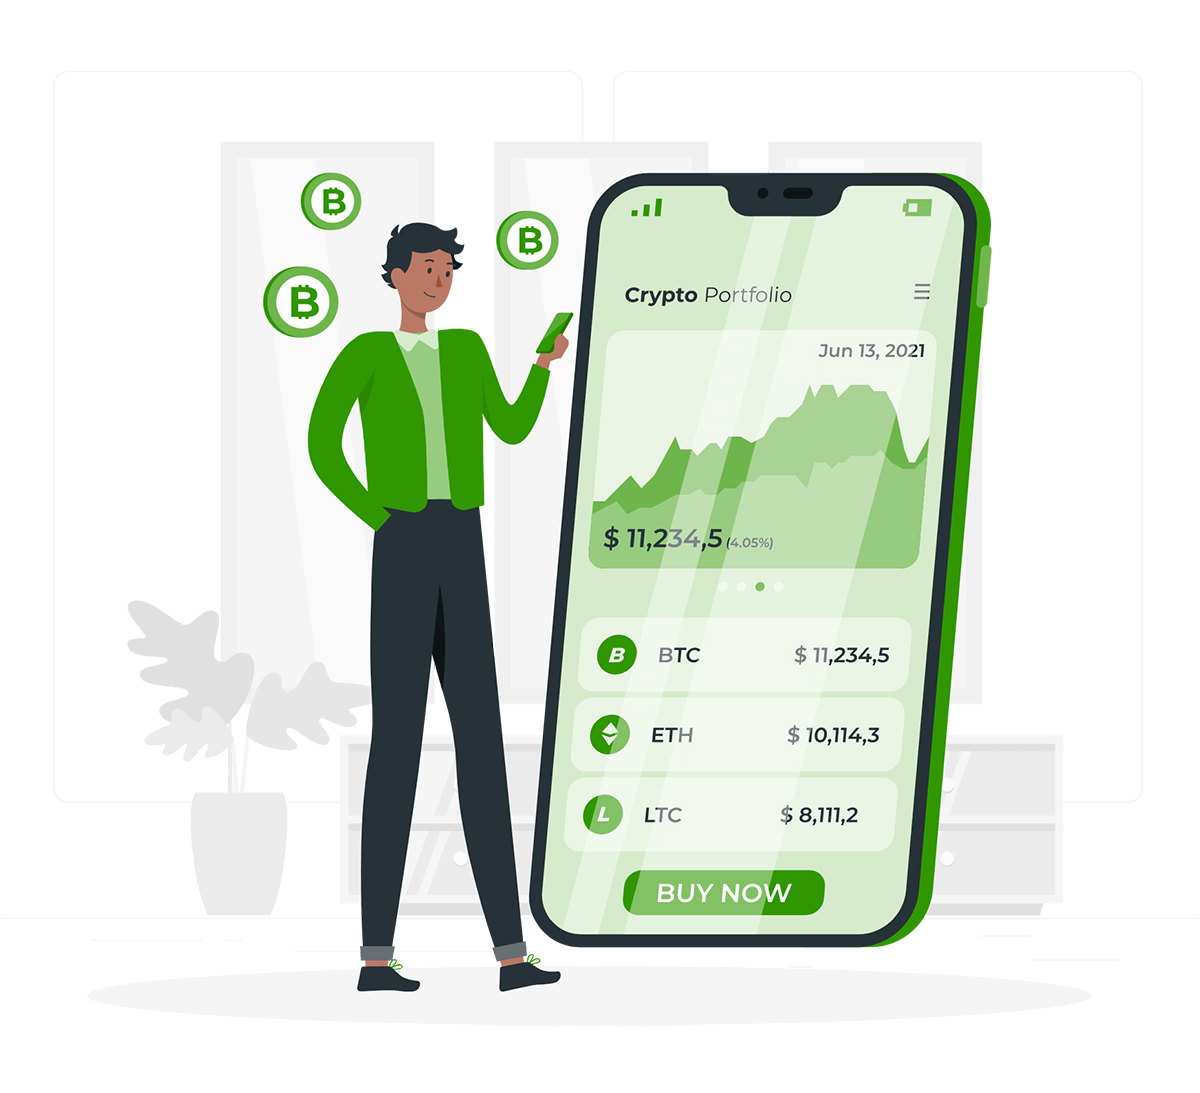 Crypto Portfolio
Jun 13, 2021
$ 11,234,5 (4.05%)
B BTC $ 11,234,5
ETH $ 10,114,3
L LTC $ 8,111,2
BUY NOW